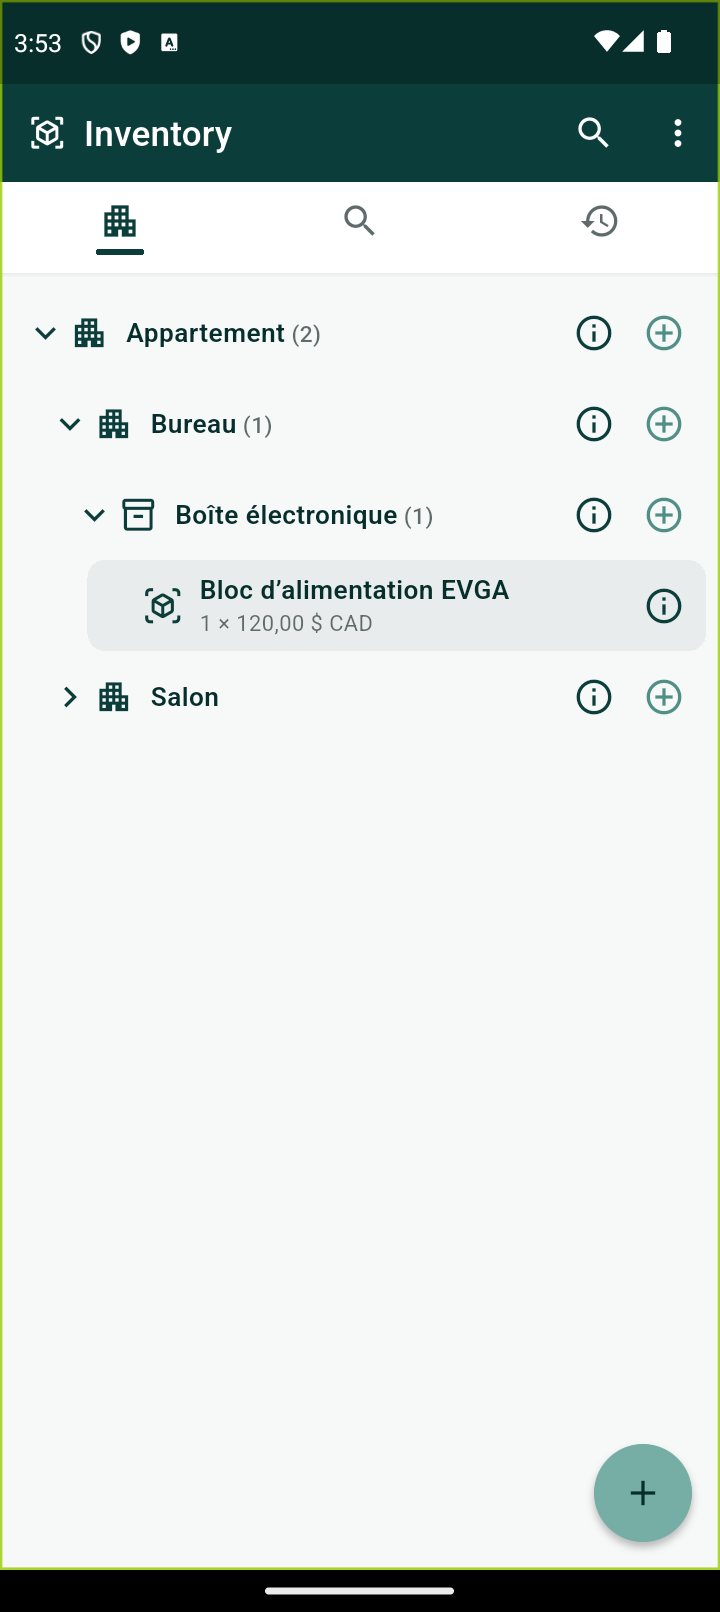 3:53
Inventory
Appartement (2)
Bureau (1)
Boîte électronique (1)
Bloc d’alimentation EVGA
1 × 120,00 $ CAD
Salon